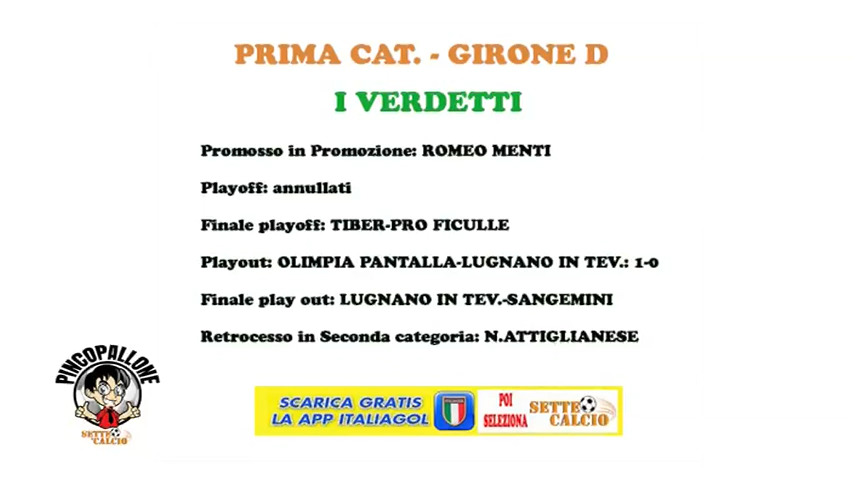 PRIMA CAT. - GIRONE D
I VERDETTI
Promosso in Promozione: ROMEO MENTI
Playoff: annullati
Finale playoff: TIBER-PRO FICULLE
Playout: OLIMPIA PANTALLA-LUGNANO IN TEV.: 1-0
Finale play out: LUGNANO IN TEV.-SANGEMINI
Retrocesso in Seconda categoria: N.ATTIGLIANESE
PINCOPALLONE
SETTE
CALCIO
SCARICA GRATIS
LA APP ITALIAGOL
POI
SELEZIONA
SETTE
CALCIO